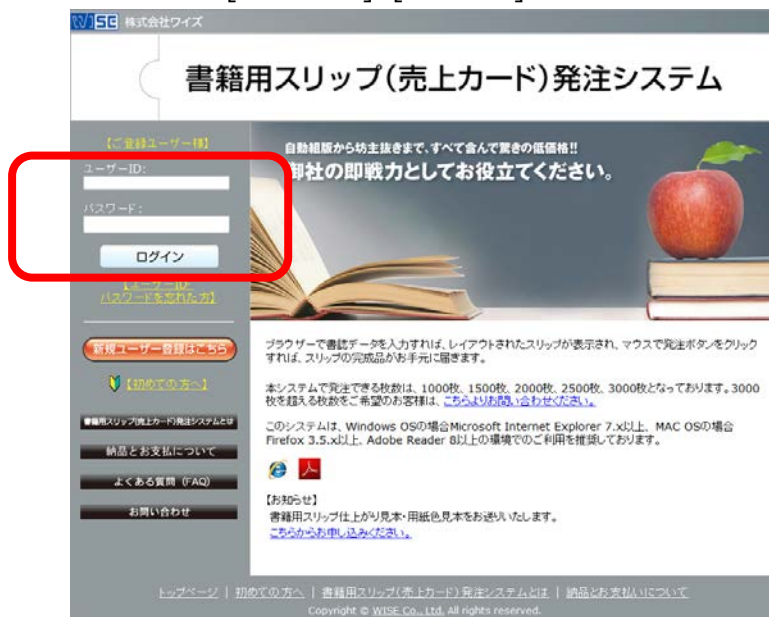 WISE 株式会社ワイズ
書籍用スリップ(売上カード)発注システム
【ご登録ユーザー様】
ユーザーID:
パスワード:
ログイン
【ユーザーID・
パスワードを忘れた方】
新規ユーザー登録はこちら
【初めての方へ】
書籍用スリップ(売上カード)発注システムとは
納品とお支払について
よくある質問 (FAQ)
お問い合わせ
自動組版から坊主抜きまで、すべて含んで驚きの低価格!!
御社の即戦力としてお役立てください。
ブラウザーで書誌データを入力すれば、レイアウトされたスリップが表示され、マウスで発注ボタンをクリック
すれば、スリップの完成品がお手元に届きます。
本システムで発注できる枚数は、1000枚、1500枚、2000枚、2500枚、3000枚となっております。3000
枚を超える枚数をご希望のお客様は、こちらよりお問い合わせください。
このシステムは、Windows OSの場合Microsoft Internet Explorer 7.x以上、MAC OSの場合
Firefox 3.5.x以上、Adobe Reader 8以上の環境でのご利用を推奨しております。
【お知らせ】
書籍用スリップ仕上がり見本・用紙色見本をお送りいたします。
こちらからお申し込みください。
トップページ | 初めての方へ | 書籍用スリップ(売上カード)発注システムとは | 納品とお支払いについて
Copyright © WISE Co., Ltd. All rights reserved.